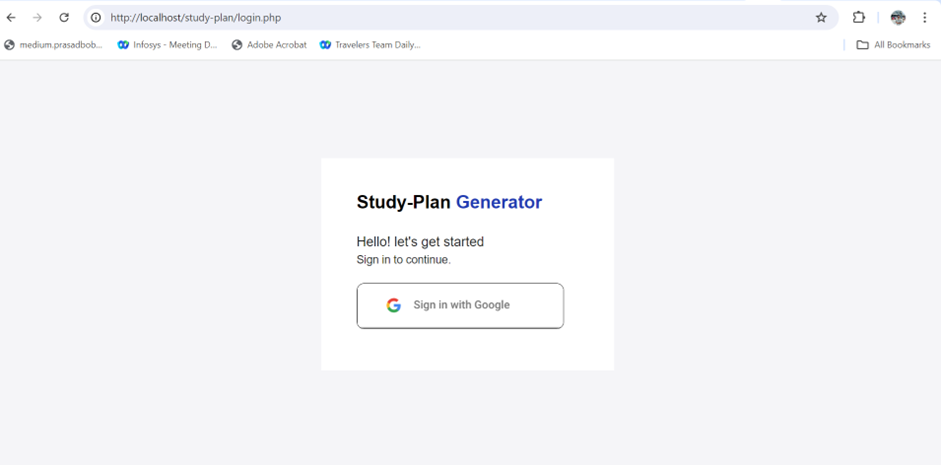 http://localhost/study-plan/login.php
medium.prasadbob... Infosys - Meeting D... Adobe Acrobat Travelers Team Daily... All Bookmarks
Study-Plan Generator
Hello! let's get started
Sign in to continue.
Sign in with Google